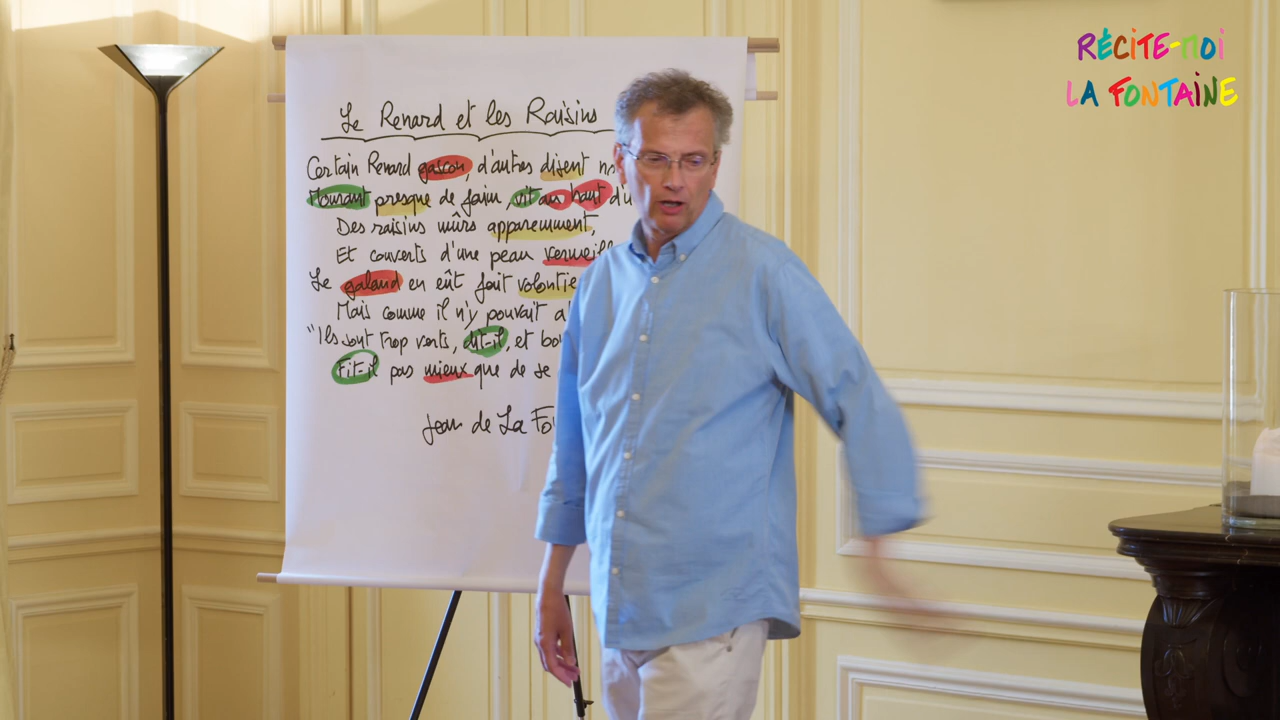 RÉCITE-MOI
LA FONTAINE
Le Renard et les Raisins
Certain Renard gascon, d'autres disent
Mourant presque de faim, vit au haut
Des raisins mûrs apparemment,
Et couverts d'une peau
Le galand en eût fait
Mais comme il n'y pouvait
"Ils sont trop verts, dit-il, et
Fit-il pas mieux que de se
Jean de La